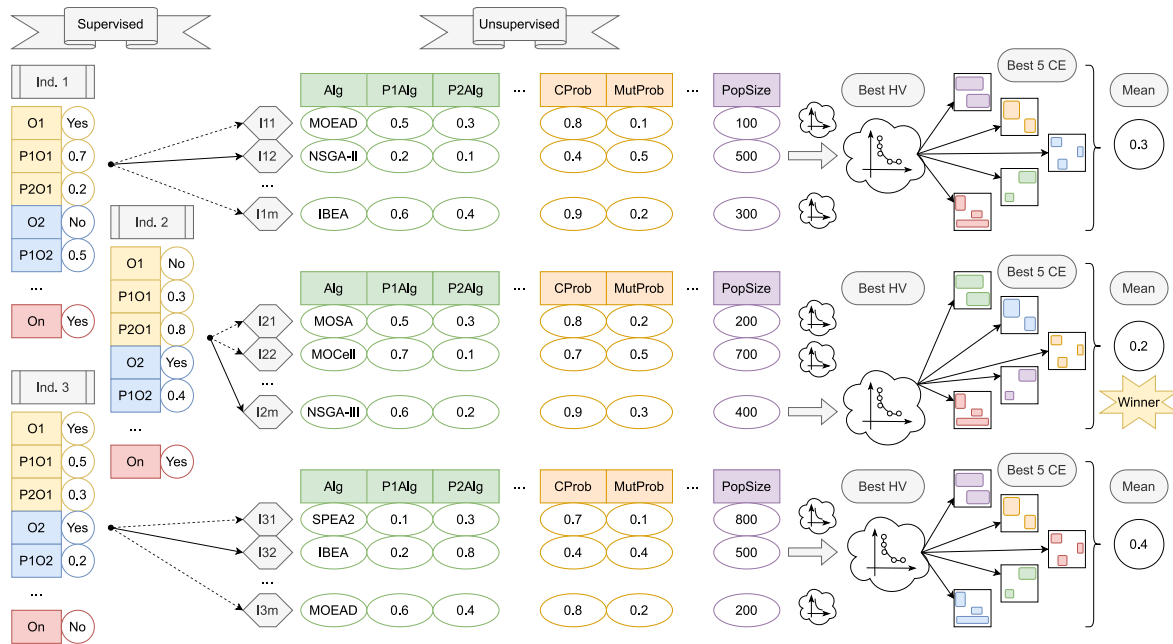 Supervised
Unsupervised
Ind. 1
O1 Yes
P1O1 0.7
P2O1 0.2
O2 No
P1O2 0.5
...
On Yes
Ind. 2
O1 No
P1O1 0.3
P2O1 0.8
O2 Yes
P1O2 0.4
...
On Yes
Ind. 3
O1 Yes
P1O1 0.5
P2O1 0.3
O2 Yes
P1O2 0.2
...
On No
Alg P1Alg P2Alg ... CProb MutProb ... PopSize
I11 MOEAD 0.5 0.3 0.8 0.1 100
I12 NSGA-II 0.2 0.1 0.4 0.5 500
...
I1m IBEA 0.6 0.4 0.9 0.2 300
Best HV
Best 5 CE
Mean
0.3
Alg P1Alg P2Alg ... CProb MutProb ... PopSize
I21 MOSA 0.5 0.3 0.8 0.2 200
I22 MOCell 0.7 0.1 0.7 0.5 700
...
I2m NSGA-III 0.6 0.2 0.9 0.3 400
Best HV
Best 5 CE
Mean
0.2
Winner
Alg P1Alg P2Alg ... CProb MutProb ... PopSize
I31 SPEA2 0.1 0.3 0.7 0.1 800
I32 IBEA 0.2 0.8 0.4 0.4 500
...
I3m MOEAD 0.6 0.4 0.8 0.2 200
Best HV
Best 5 CE
Mean
0.4